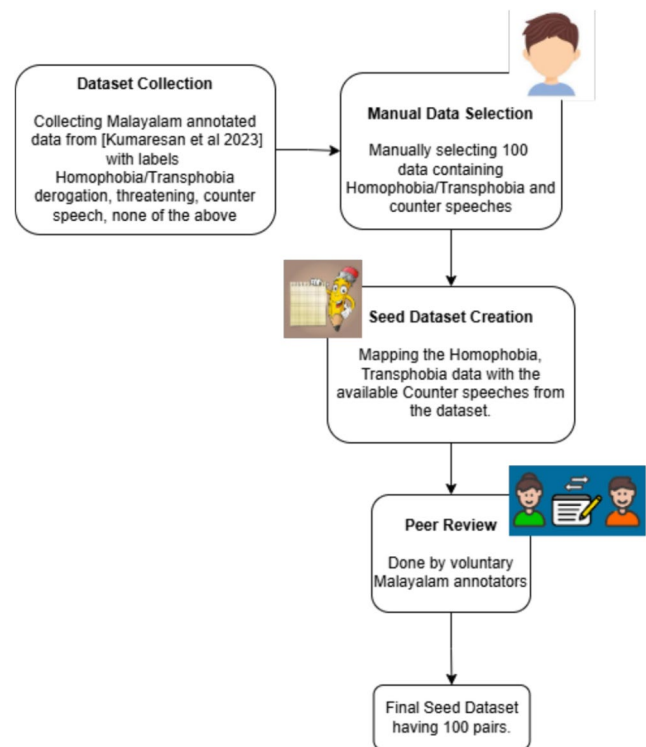 Dataset Collection
Collecting Malayalam annotated
data from [Kumaresan et al 2023]
with labels
Homophobia/Transphobia
derogation, threatening, counter
speech, none of the above
Manual Data Selection
Manually selecting 100
data containing
Homophobia/Transphobia and
counter speeches
Seed Dataset Creation
Mapping the Homophobia,
Transphobia data with the
available Counter speeches from
the dataset.
Peer Review
Done by voluntary
Malayalam annotators
Final Seed Dataset
having 100 pairs.